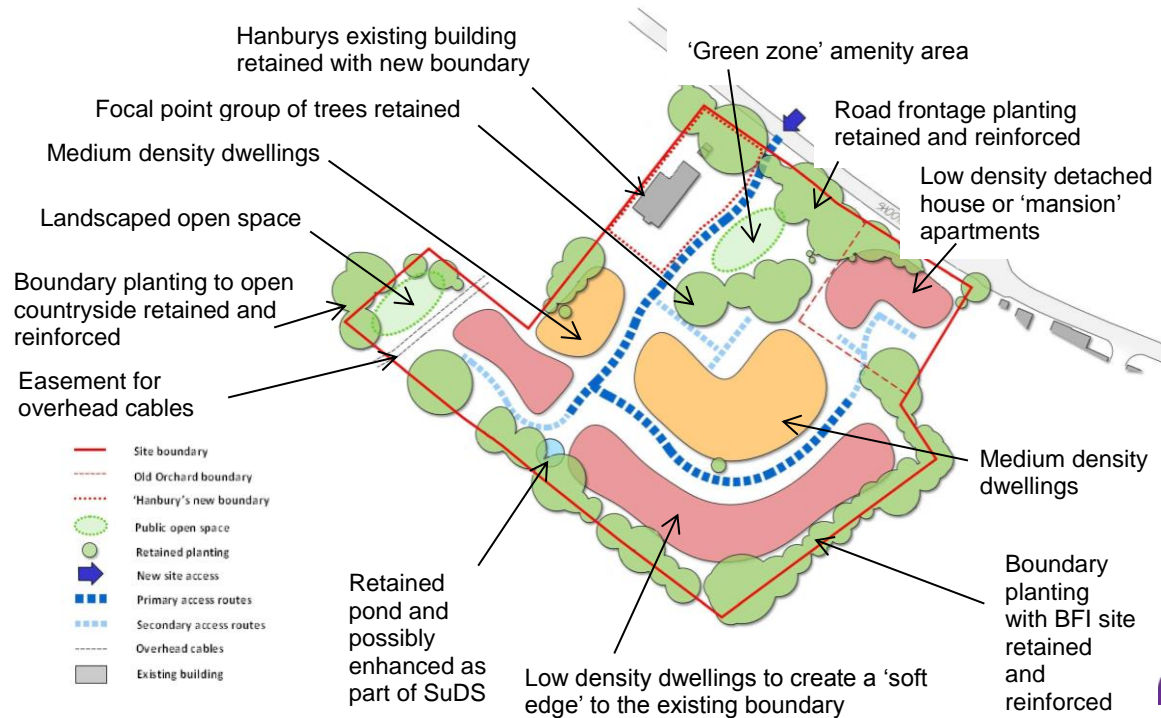 Hanburys existing building
retained with new boundary
‘Green zone’ amenity area
Focal point group of trees retained
Road frontage planting
retained and reinforced
Medium density dwellings
Low density detached
house or ‘mansion’
apartments
Landscaped open space
Boundary planting to open
countryside retained and
reinforced
Easement for
overhead cables
Site boundary
Old Orchard boundary
‘Hanbury's new boundary
Public open space
Retained planting
New site access
Primary access routes
Secondary access routes
Overhead cables
Existing building
Retained
pond and
possibly
enhanced as
part of SuDS
Low density dwellings to create a ‘soft
edge’ to the existing boundary
Medium density
dwellings
Boundary
planting
with BFI site
retained
and
reinforced